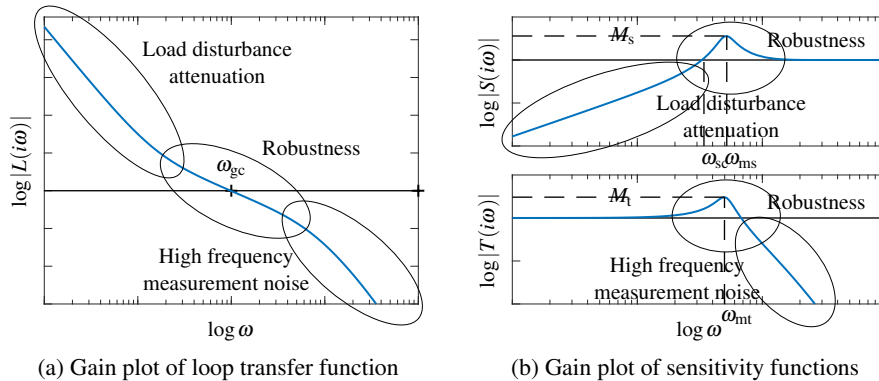 Load disturbance
attenuation
Robustness
ω_gc
High frequency
measurement noise
log|L(iω)|
log ω
(a) Gain plot of loop transfer function
M_s
Robustness
Load disturbance
attenuation
log|S(iω)|
ω_sc ω_ms
M_t
Robustness
High frequency
measurement noise
log|T(iω)|
log ω
ω_mt
(b) Gain plot of sensitivity functions